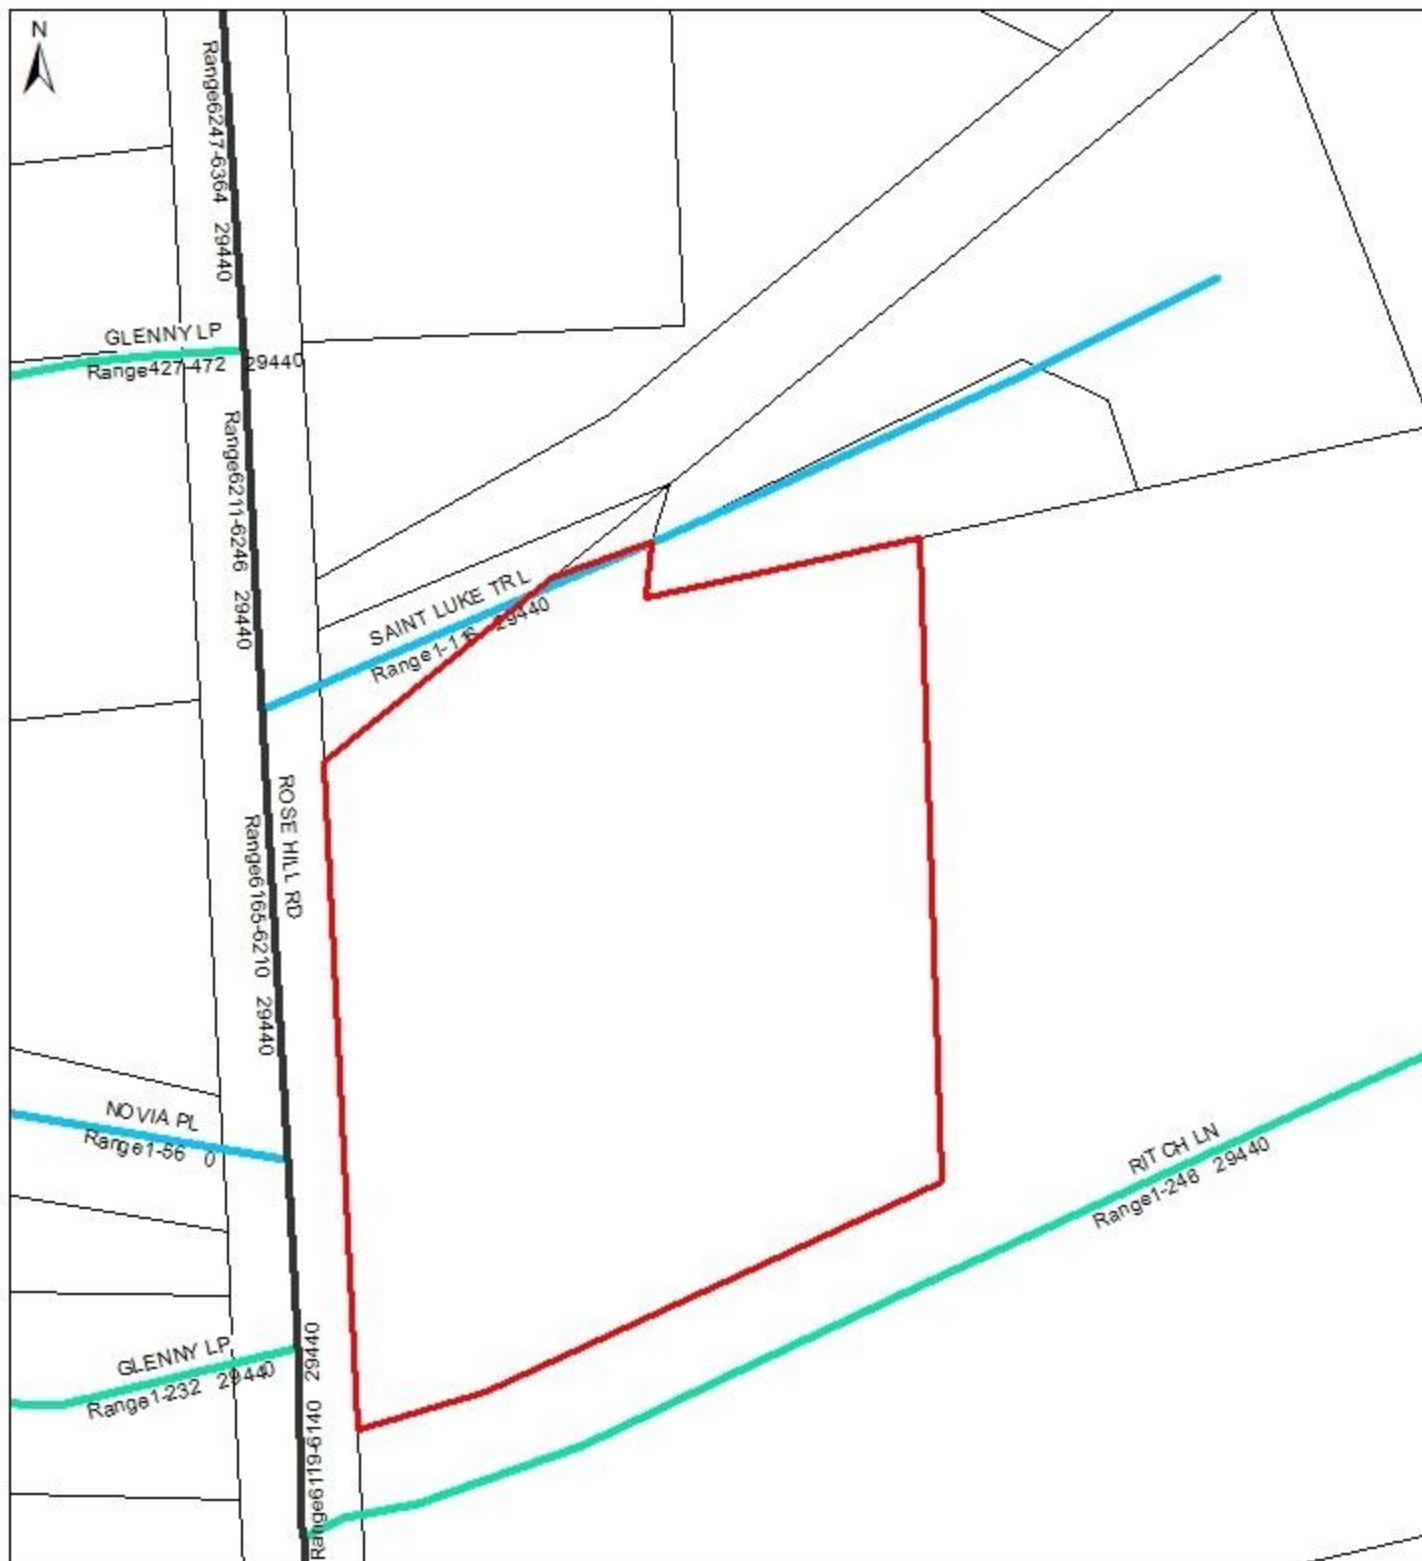 N
Range6247-6364 29440
GLENNY LP
Range427-472 29440
Range6211-6246 29440
SAINT LUKE TRL
Range1-116 29440
ROSE HILL RD
Range6165-6210 29440
NOVIA PL
Range1-56 0
RITCH LN
Range1-246 29440
GLENNY LP
Range1-232 29440
Range6119-6140 29440